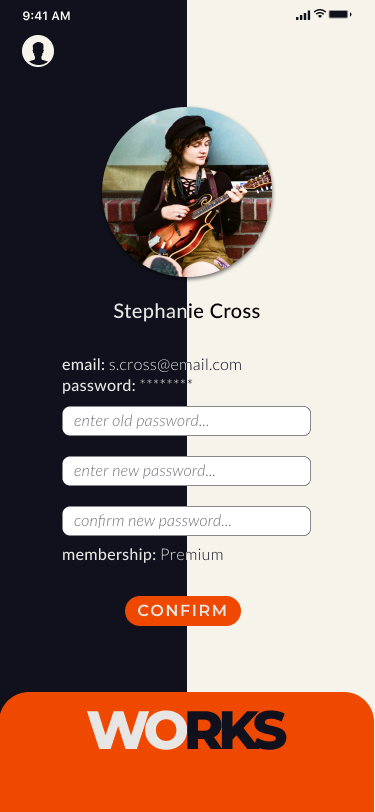 9:41 AM
Stephanie Cross
email: s.cross@email.com
password: ********
enter old password...
enter new password...
confirm new password...
membership: Premium
CONFIRM
WORKS